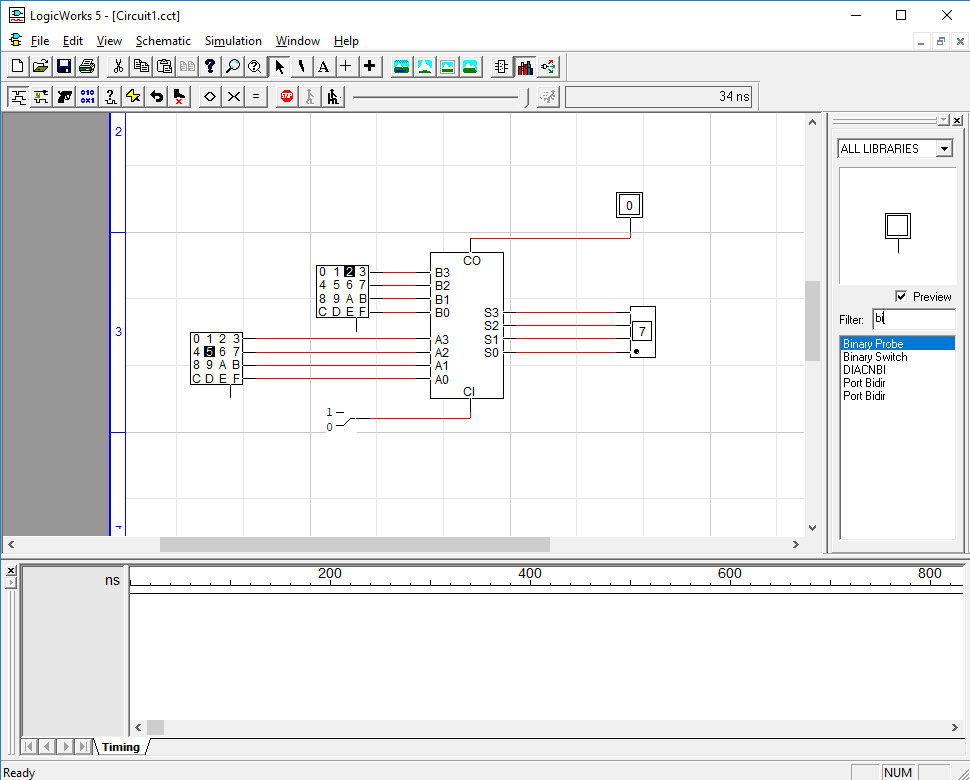 LogicWorks 5 - [Circuit1.cct]
File Edit View Schematic Simulation Window Help
34 ns
2
3
ALL LIBRARIES
Preview
Filter: bi
Binary Probe
Binary Switch
DIACNBI
Port Bidir
Port Bidir
0
CO
0 1 2 3
4 5 6 7
8 9 A B
C D E F
B3
B2
B1
B0
0 1 2 3
4 5 6 7
8 9 A B
C D E F
A3
A2
A1
A0
S3
S2
S1
S0
7
CI
1
0
ns 200 400 600 800
Timing
Ready
NUM